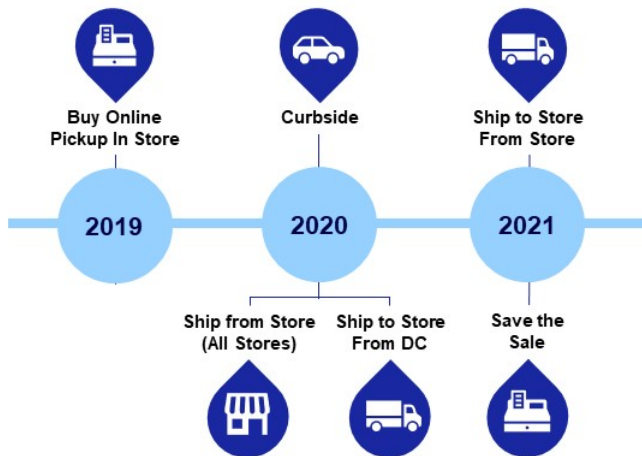 Buy Online
Pickup In Store
Curbside
Ship to Store
From Store
2019
2020
2021
Ship from Store
(All Stores)
Ship to Store
From DC
Save the
Sale